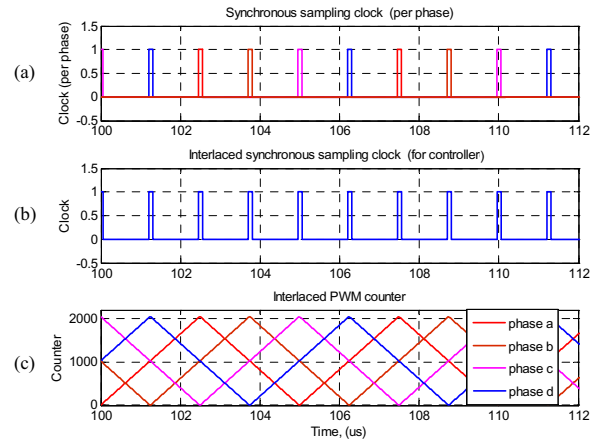 Synchronous sampling clock (per phase)
(a)
Clock (per phase)
1.5
1
0.5
0
-0.5
100 102 104 106 108 110 112
Interlaced synchronous sampling clock (for controller)
(b)
Clock
1.5
1
0.5
0
-0.5
100 102 104 106 108 110 112
Interlaced PWM counter
(c)
Counter
2000
1000
0
phase a
phase b
phase c
phase d
100 102 104 106 108 110 112
Time, (us)